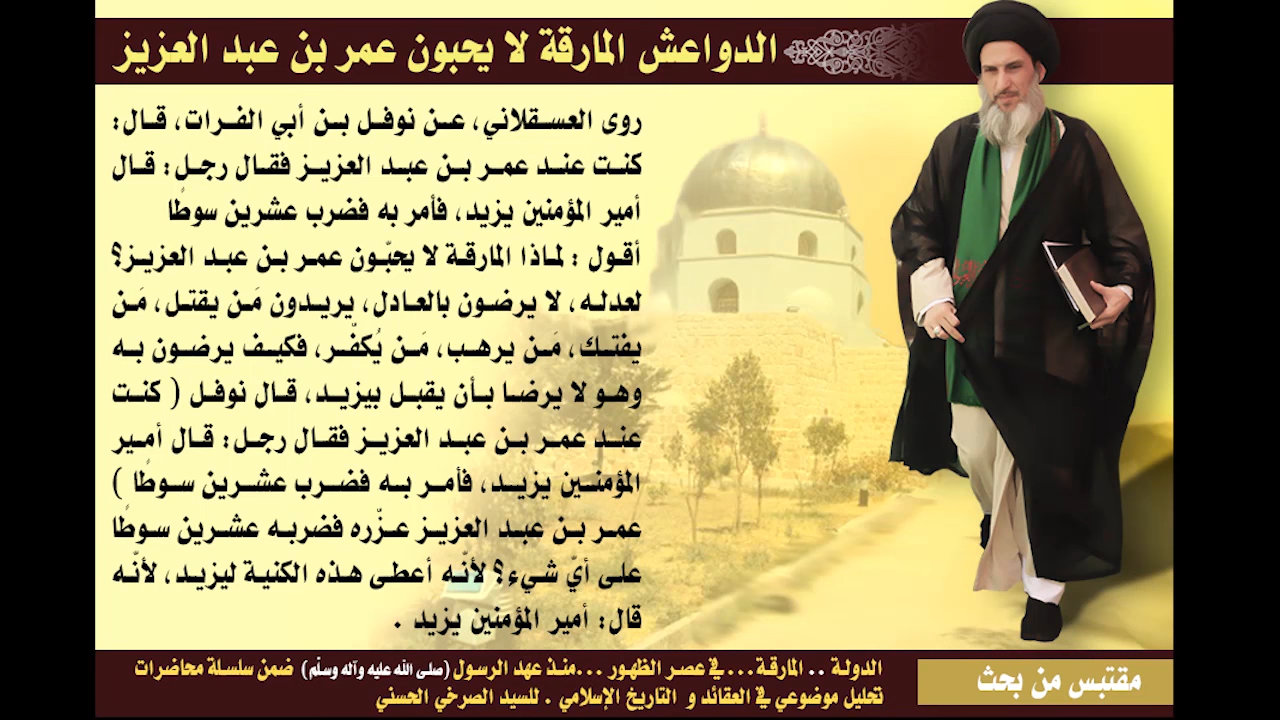 الدواعش المارقة لا يحبون عمر بن عبد العزيز
روى العسقلاني، عن نوفل بن أبي الفرات، قال:
كنت عند عمر بن عبد العزيز فقال رجل: قال
أمير المؤمنين يزيد، فأمر به فضرب عشرين سوطًا
أقول : لماذا المارقة لا يحبّون عمر بن عبد العزيز؟
لعدله، لا يرضون بالعادل، يريدون مَن يقتل، مَن
يفتك، مَن يرهب، مَن يُكفّر، فكيف يرضون به
وهو لا يرضا بأن يقبل بيزيد، قال نوفل ( كنت
عند عمر بن عبد العزيز فقال رجل: قال أمير
المؤمنين يزيد، فأمر به فضرب عشرين سوطًا )
عمر بن عبد العزيز عزّره فضربه عشرين سوطًا
على أيّ شيء؟ لأنّه أعطى هذه الكنية ليزيد، لأنّه
قال: أمير المؤمنين يزيد .
مقتبس من بحث
الدولة .. المارقة...في عصر الظهور ...منذ عهد الرسول (صلى الله عليه وآله وسلّم) ضمن سلسلة محاضرات
تحليل موضوعي في العقائد و التاريخ الإسلامي . للسيد الصرخي الحسني